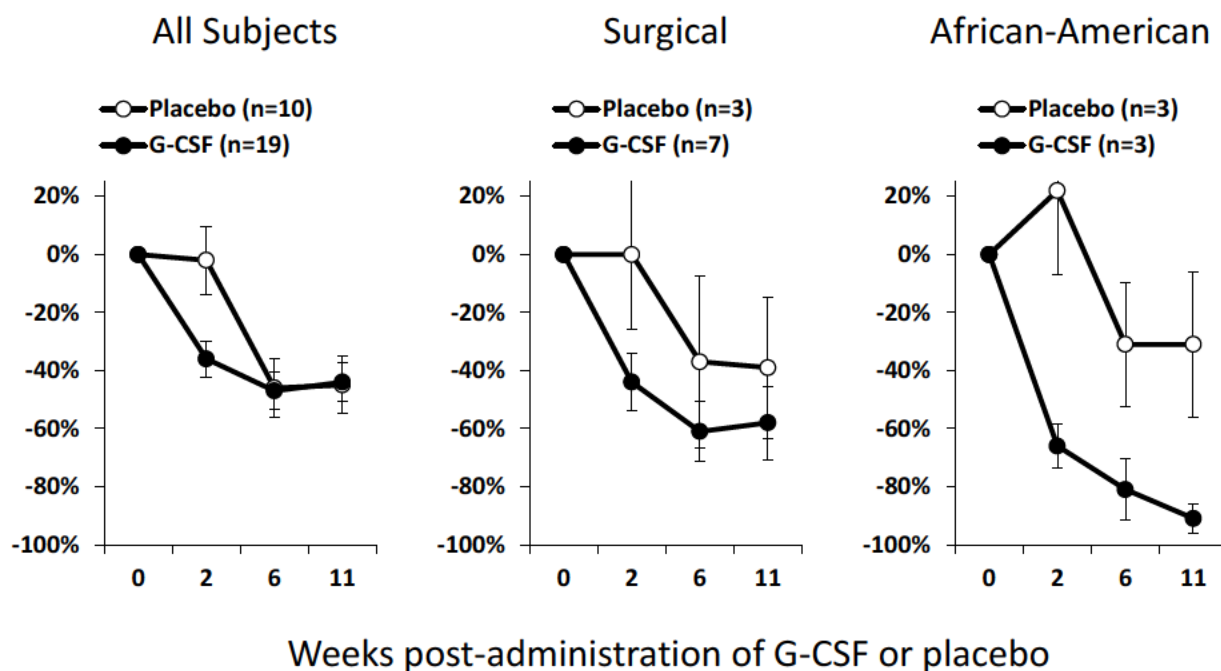 All Subjects
Placebo (n=10)
G-CSF (n=19)
20%
0%
-20%
-40%
-60%
-80%
-100%
0 2 6 11
Surgical
Placebo (n=3)
G-CSF (n=7)
20%
0%
-20%
-40%
-60%
-80%
-100%
0 2 6 11
African-American
Placebo (n=3)
G-CSF (n=3)
20%
0%
-20%
-40%
-60%
-80%
-100%
0 2 6 11
Weeks post-administration of G-CSF or placebo